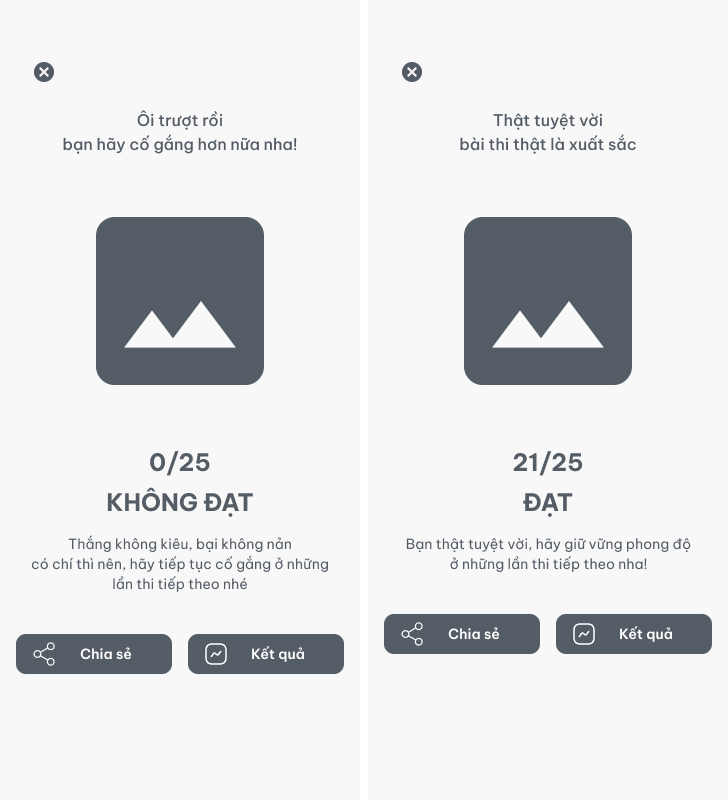 Ôi trượt rồi
bạn hãy cố gắng hơn nữa nha!
0/25
KHÔNG ĐẠT
Thắng không kiêu, bại không nản
có chí thì nên, hãy tiếp tục cố gắng ở những
lần thi tiếp theo nhé
Chia sẻ
Kết quả
Thật tuyệt vời
bài thi thật là xuất sắc
21/25
ĐẠT
Bạn thật tuyệt vời, hãy giữ vững phong độ
ở những lần thi tiếp theo nha!
Chia sẻ
Kết quả